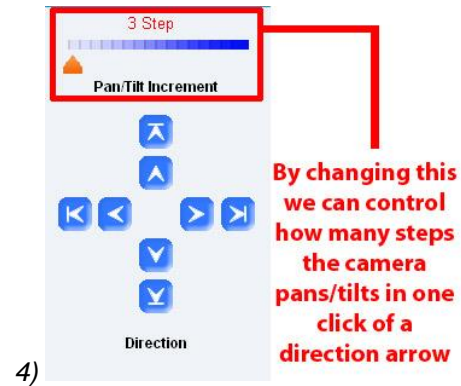 3 Step
Pan/Tilt Increment
By changing this
we can control
how many steps
the camera
pans/tilts in one
click of a
direction arrow
Direction
4)